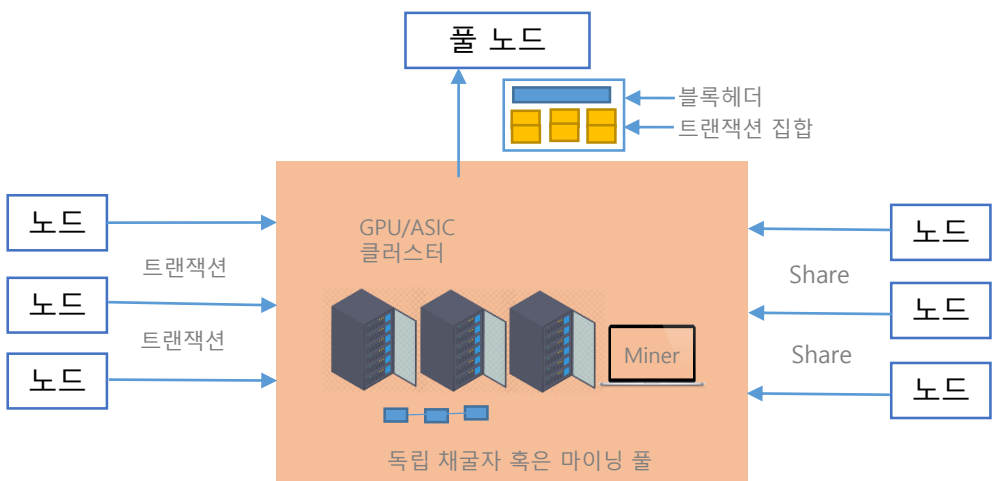 풀 노드
블록헤더
트랜잭션 집합
노드
GPU/ASIC
클러스터
노드
트랜잭션
Share
노드
노드
트랜잭션
Miner
Share
노드
노드
독립 채굴자 혹은 마이닝 풀